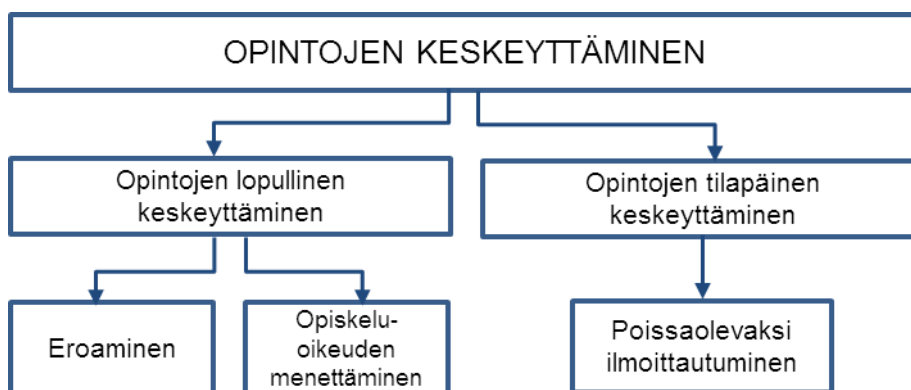 OPINTOJEN KESKEYTTÄMINEN
Opintojen lopullinen
keskeyttäminen
Opintojen tilapäinen
keskeyttäminen
Eroaminen
Opiskelu-
oikeuden
menettäminen
Poissaolevaksi
ilmoittautuminen